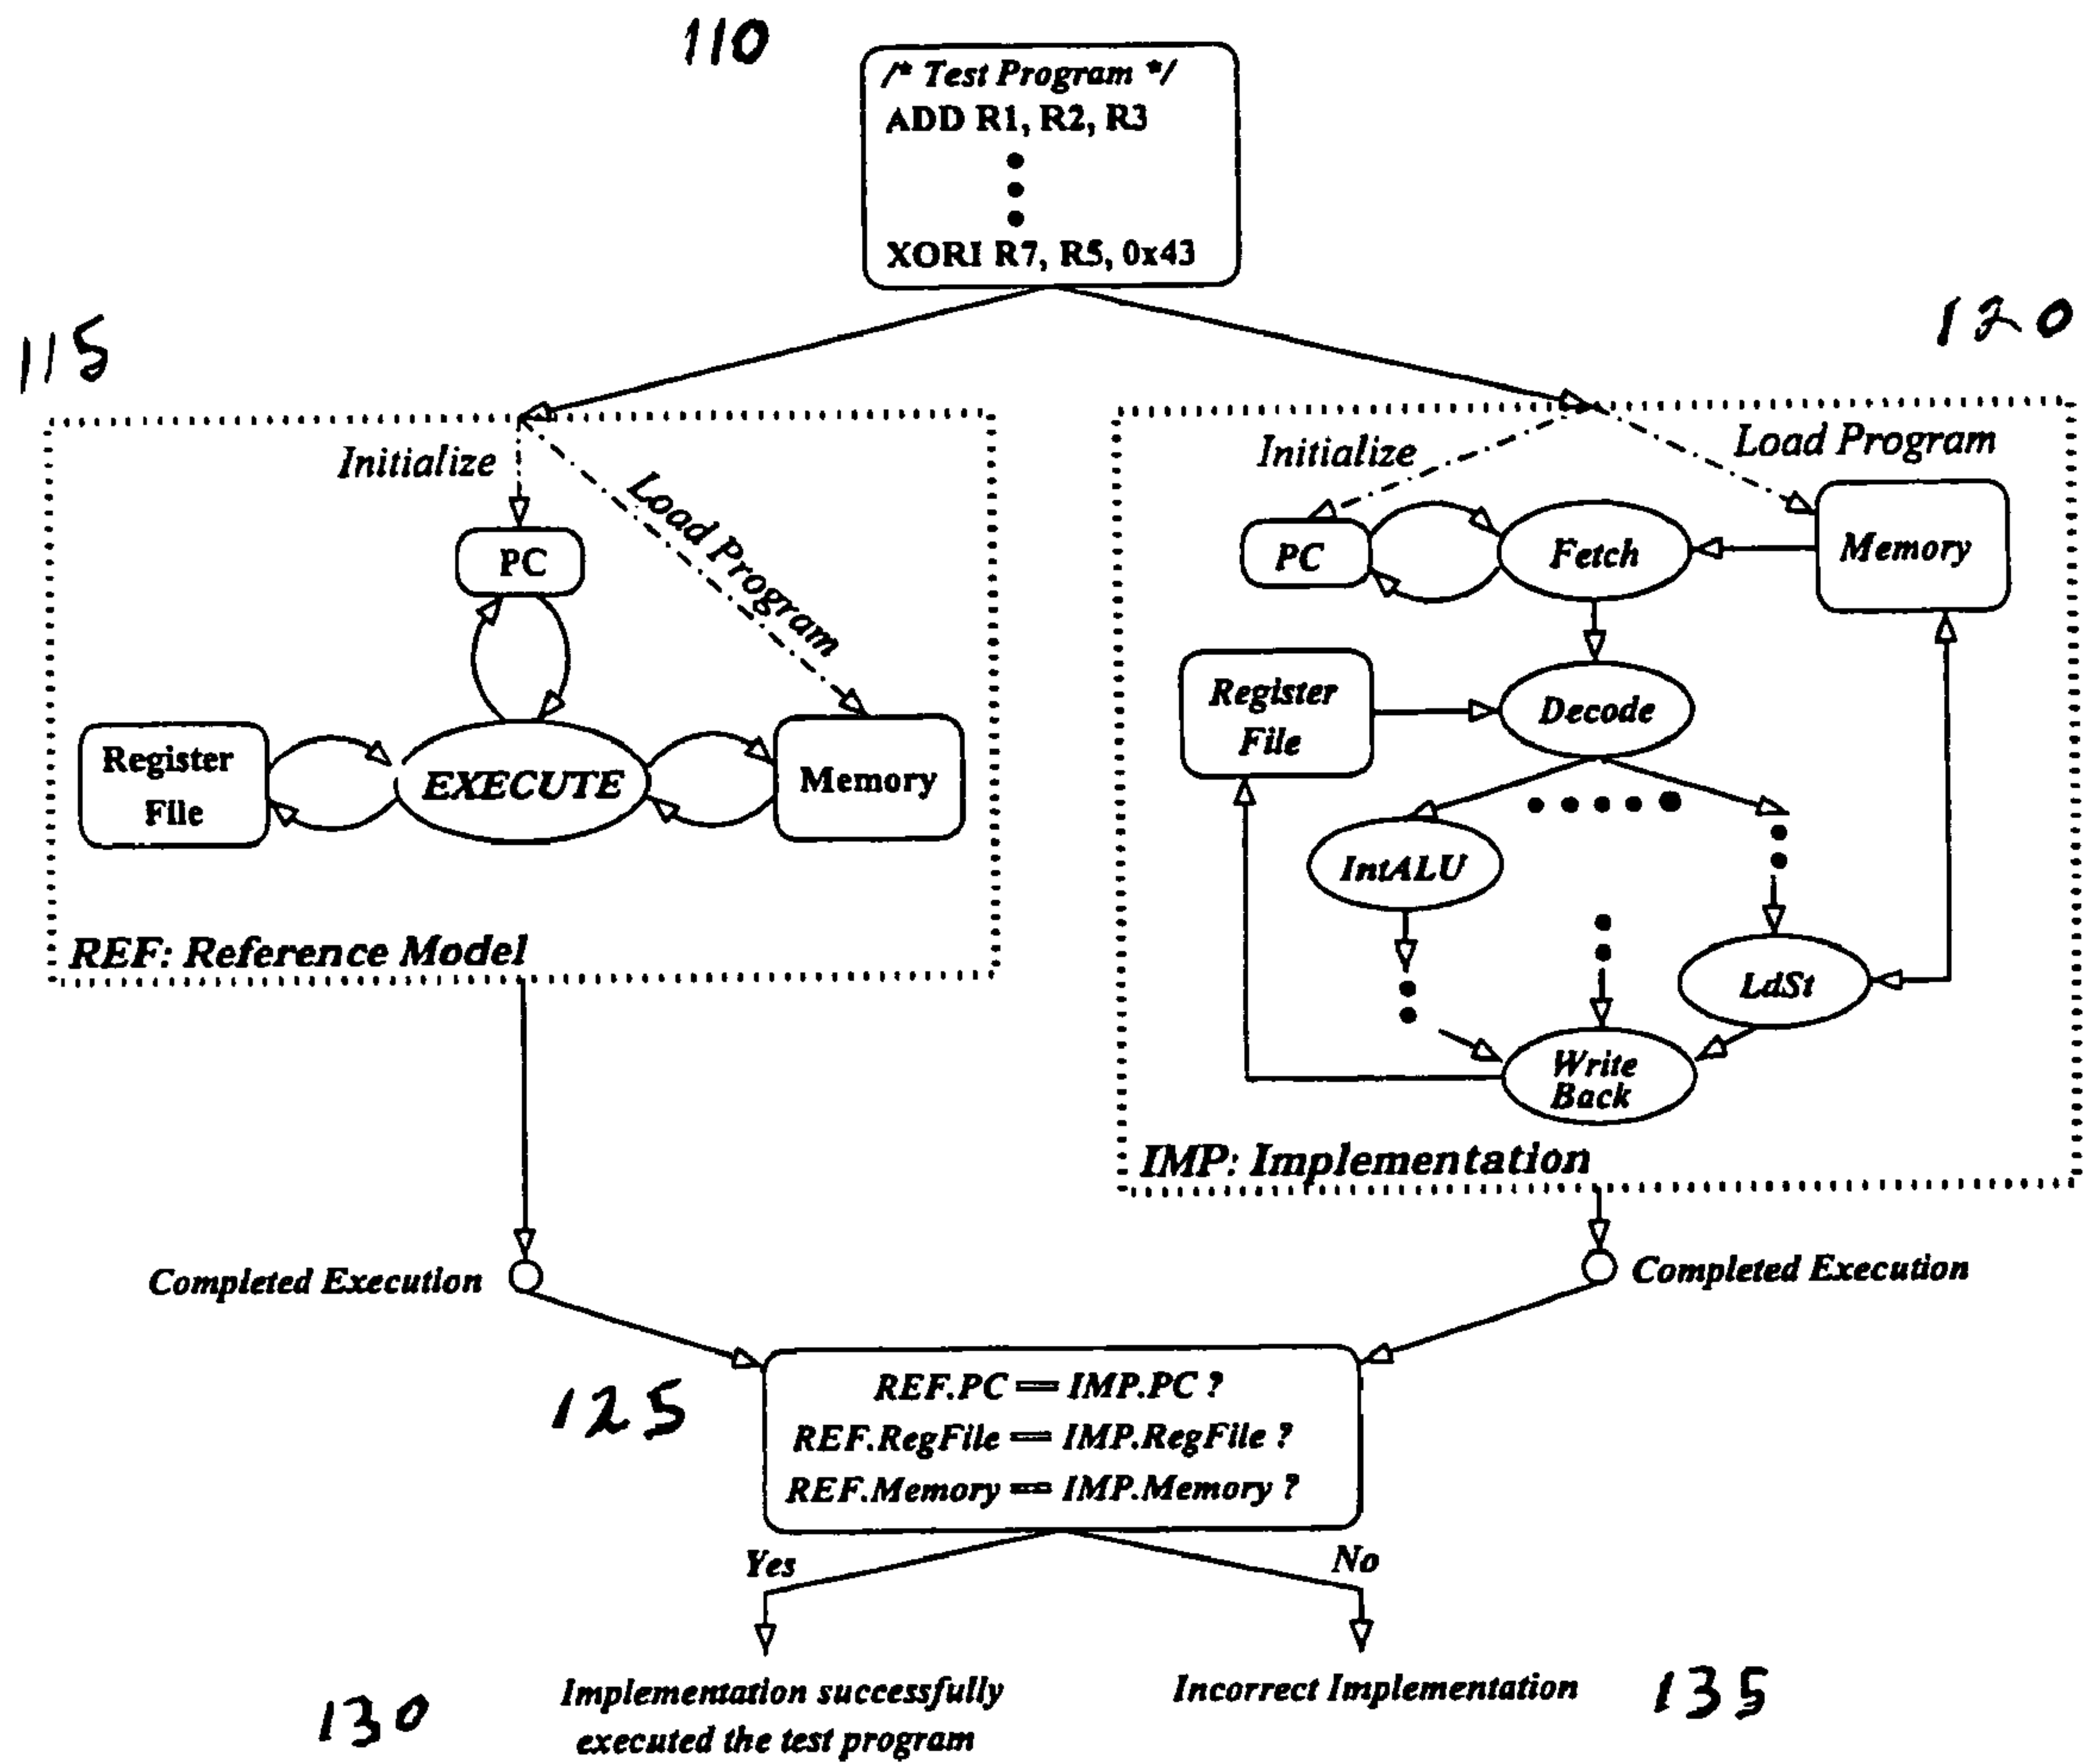 110
/* Test Program */
ADD R1, R2, R3
XORI R7, R5, 0x43
115
120
Initialize
Load Program
PC
Register
File
EXECUTE
Memory
REF: Reference Model
Initialize
Load Program
PC
Fetch
Memory
Register
File
Decode
IntALU
LdSt
Write
Back
IMP: Implementation
Completed Execution
Completed Execution
125
REF.PC == IMP.PC ?
REF.RegFile == IMP.RegFile ?
REF.Memory == IMP.Memory ?
Yes
No
130
Implementation successfully
executed the test program
Incorrect Implementation
135